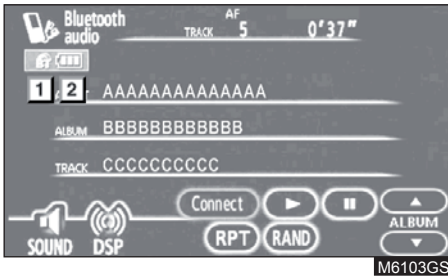 Bluetooth audio
AF
TRACK 5 0'37"
1 2 AAAAAAAAAAAAAA
ALBUM BBBBBBBBBBBB
TRACK CCCCCCCCCC
Connect
ALBUM
SOUND DSP RPT RAND
M6103GS